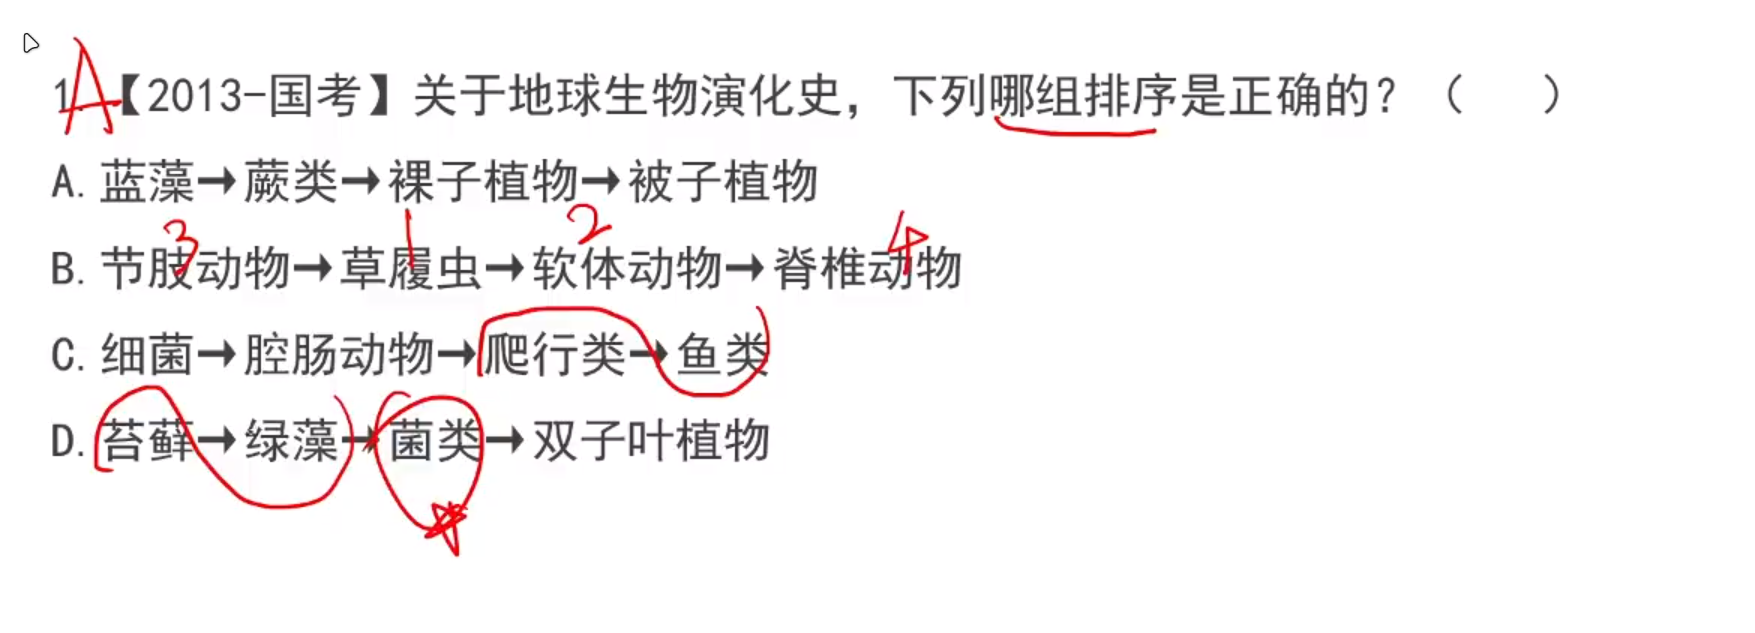 A
1.【2013-国考】关于地球生物演化史，下列哪组排序是正确的？（ ）
A. 蓝藻→蕨类→裸子植物→被子植物
3 1 2 4
B. 节肢动物→草履虫→软体动物→脊椎动物
C. 细菌→腔肠动物→爬行类→鱼类
D. 苔藓→绿藻→菌类→双子叶植物